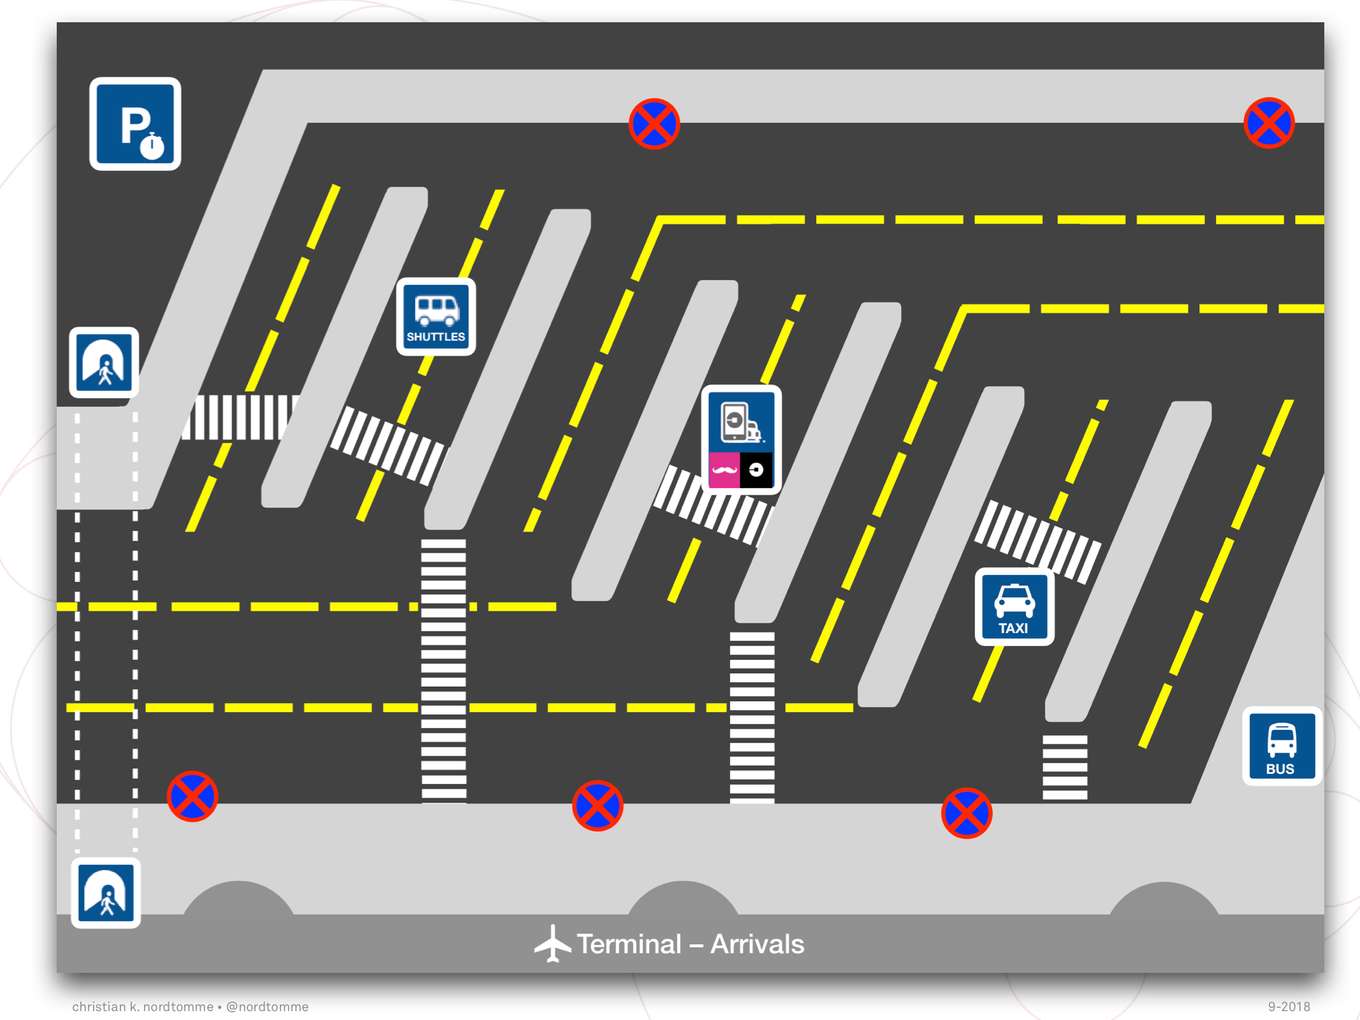 P
SHUTTLES
TAXI
BUS
Terminal – Arrivals
christian k. nordtomme • @nordtomme
9-2018